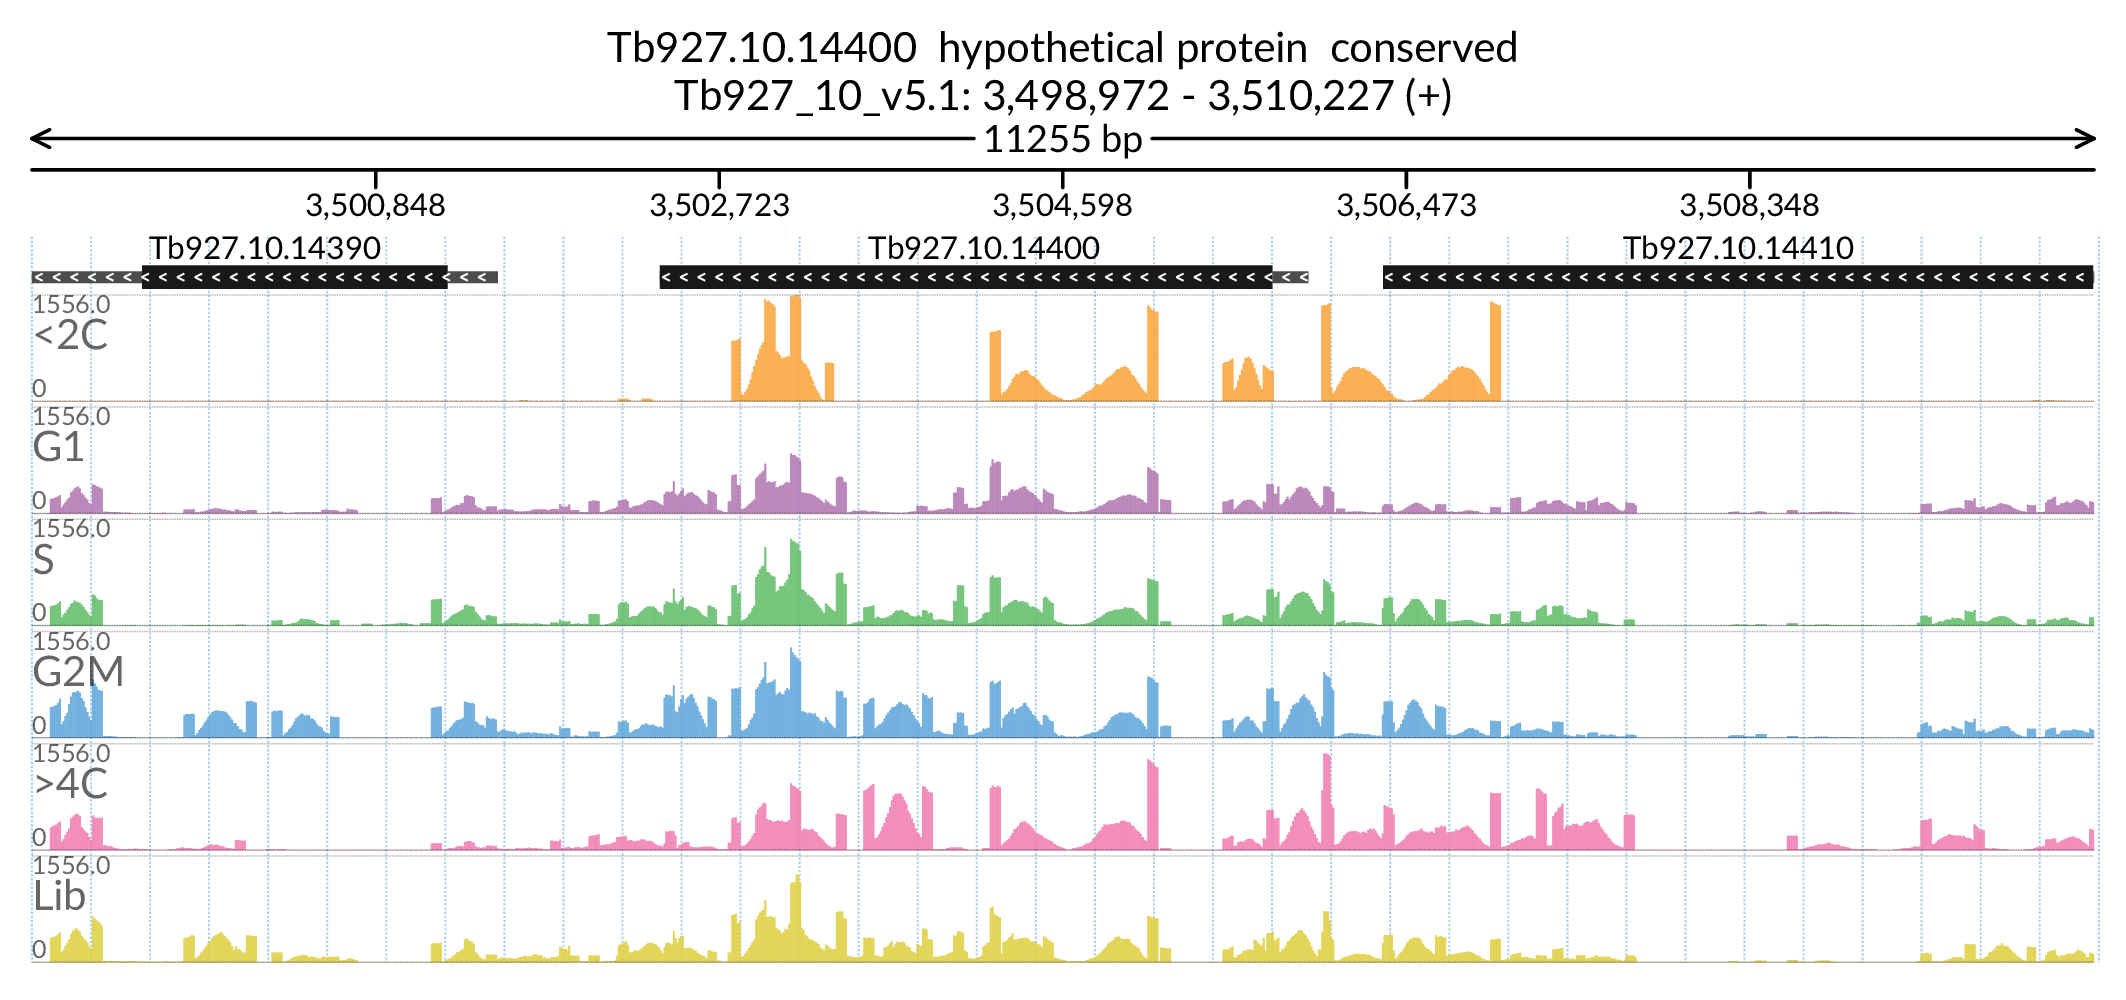 Tb927.10.14400  hypothetical protein  conserved
Tb927_10_v5.1: 3,498,972 - 3,510,227 (+)
11255 bp
3,500,848 3,502,723 3,504,598 3,506,473 3,508,348
Tb927.10.14390 Tb927.10.14400 Tb927.10.14410
1556.0
<2C
0
1556.0
G1
0
1556.0
S
0
1556.0
G2M
0
1556.0
>4C
0
1556.0
Lib
0